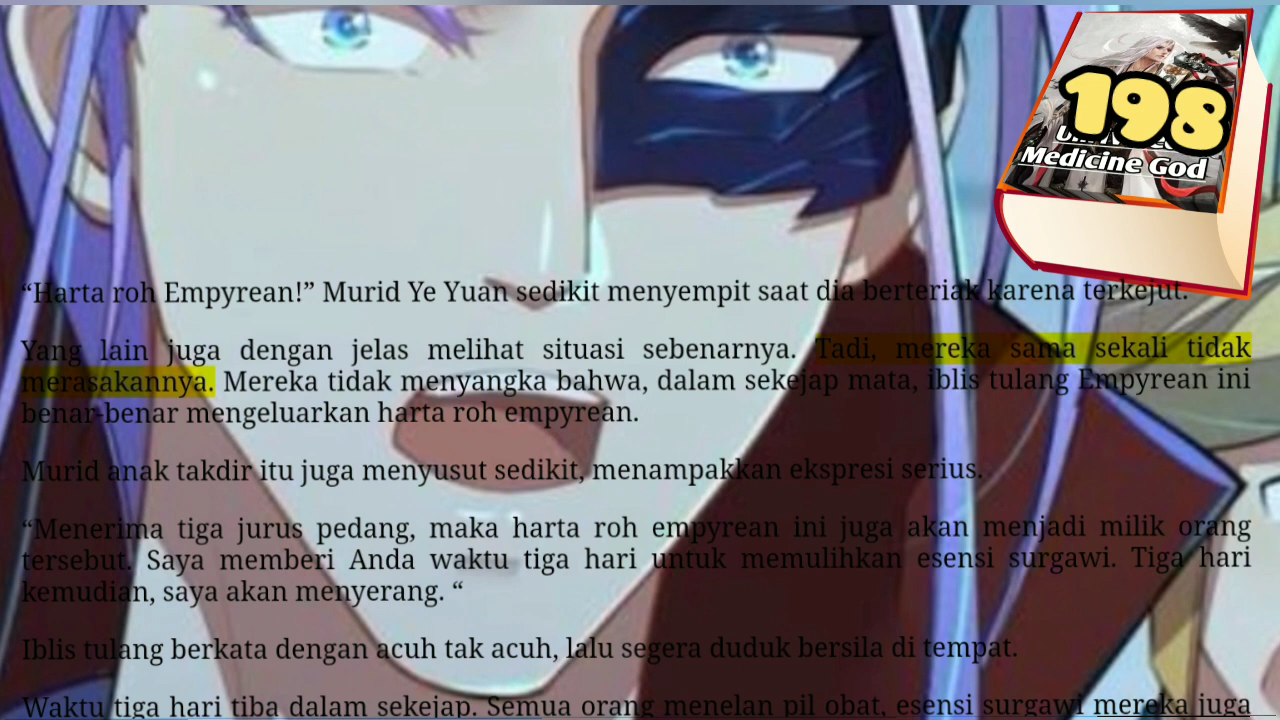 198
Medicine God
“Harta roh Empyrean!” Murid Ye Yuan sedikit menyempit saat dia berteriak karena terkejut.
Yang lain juga dengan jelas melihat situasi sebenarnya. Tadi, mereka sama sekali tidak
merasakannya. Mereka tidak menyangka bahwa, dalam sekejap mata, iblis tulang Empyrean ini
benar-benar mengeluarkan harta roh empyrean.
Murid anak takdir itu juga menyusut sedikit, menampakkan ekspresi serius.
“Menerima tiga jurus pedang, maka harta roh empyrean ini juga akan menjadi milik orang
tersebut. Saya memberi Anda waktu tiga hari untuk memulihkan esensi surgawi. Tiga hari
kemudian, saya akan menyerang. “
Iblis tulang berkata dengan acuh tak acuh, lalu segera duduk bersila di tempat.
Waktu tiga hari tiba dalam sekejap. Semua orang menelan pil obat, esensi surgawi mereka juga